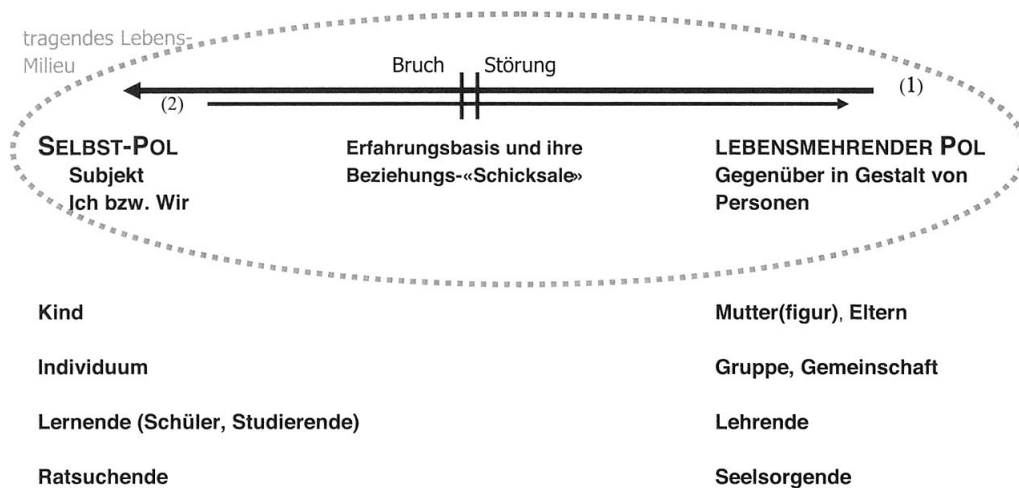 tragendes Lebens-
Milieu
Bruch Störung
(1)
(2)
SELBST-POL
Subjekt
Ich bzw. Wir
Erfahrungsbasis und ihre
Beziehungs-«Schicksale»
LEBENSMEHRENDER POL
Gegenüber in Gestalt von
Personen
Kind Mutter(figur), Eltern
Individuum Gruppe, Gemeinschaft
Lernende (Schüler, Studierende) Lehrende
Ratsuchende Seelsorgende